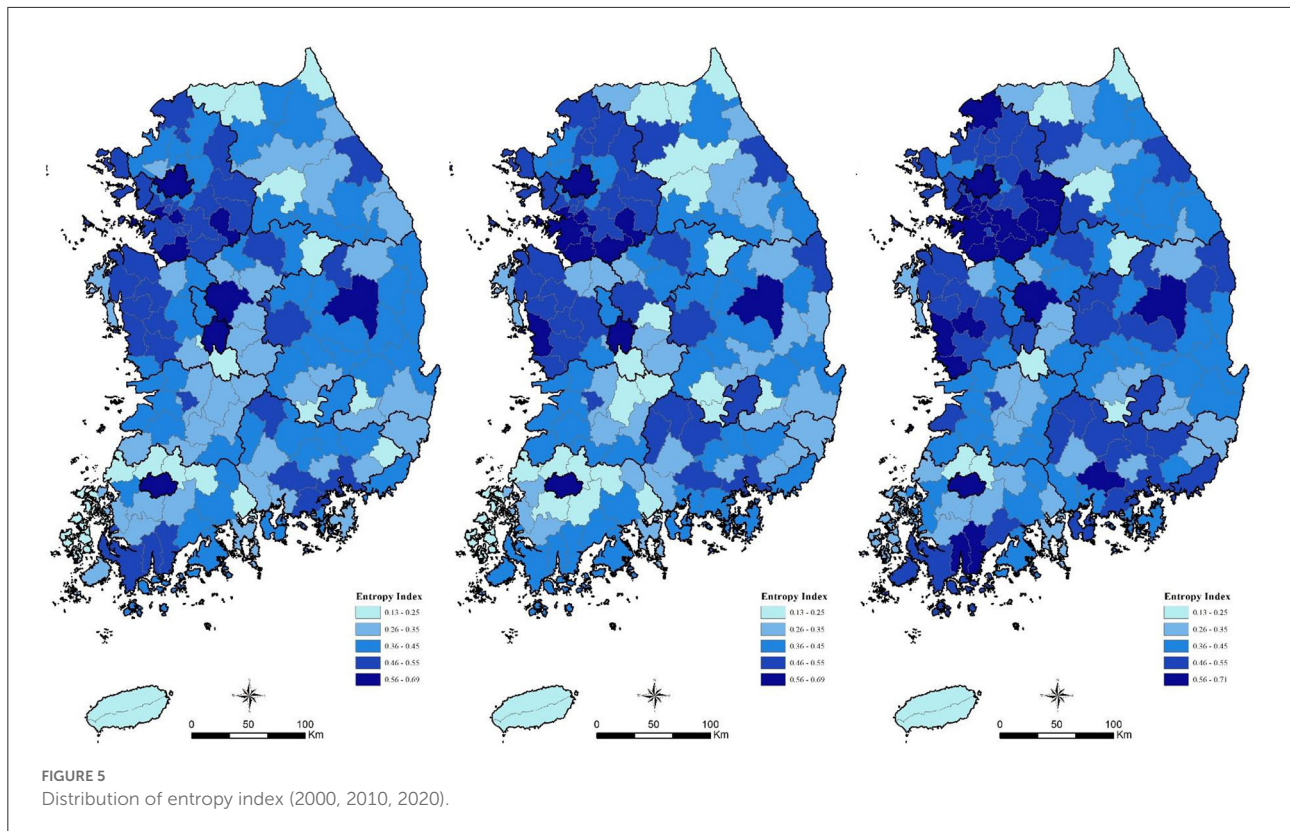 Entropy Index
0.13 - 0.25
0.26 - 0.35
0.36 - 0.45
0.46 - 0.55
0.56 - 0.69
0 50 100
Km
Entropy Index
0.13 - 0.25
0.26 - 0.35
0.36 - 0.45
0.46 - 0.55
0.56 - 0.69
0 50 100
Km
Entropy Index
0.13 - 0.25
0.26 - 0.35
0.36 - 0.45
0.46 - 0.55
0.56 - 0.71
0 50 100
Km
FIGURE 5
Distribution of entropy index (2000, 2010, 2020).